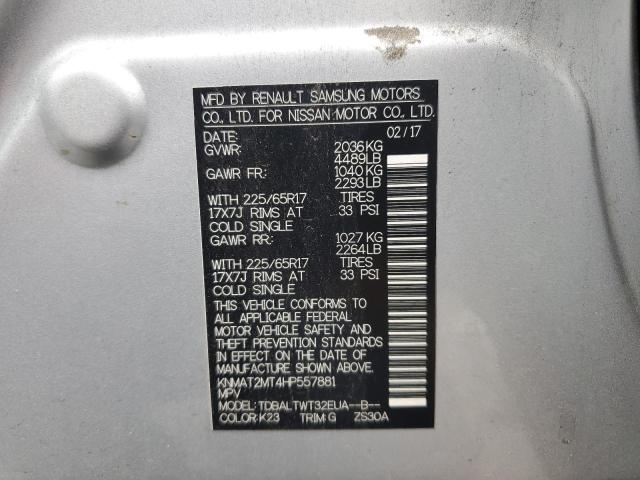 MFD BY RENAULT SAMSUNG MOTORS
CO., LTD. FOR NISSAN MOTOR CO., LTD.
DATE: 02/17
GVWR: 2036KG
4489LB
GAWR FR: 1040KG
2293LB
WITH 225/65R17 TIRES
17X7J RIMS AT 33 PSI
COLD SINGLE
GAWR RR: 1027KG
2264LB
WITH 225/65R17 TIRES
17X7J RIMS AT 33 PSI
COLD SINGLE
THIS VEHICLE CONFORMS TO
ALL APPLICABLE FEDERAL
MOTOR VEHICLE SAFETY AND
THEFT PREVENTION STANDARDS
IN EFFECT ON THE DATE OF
MANUFACTURE SHOWN ABOVE.
KNMAT2MT4HP557881
MPV
MODEL: TDBALTWT32EUA--B--
COLOR: K23 TRIM: G ZS30A